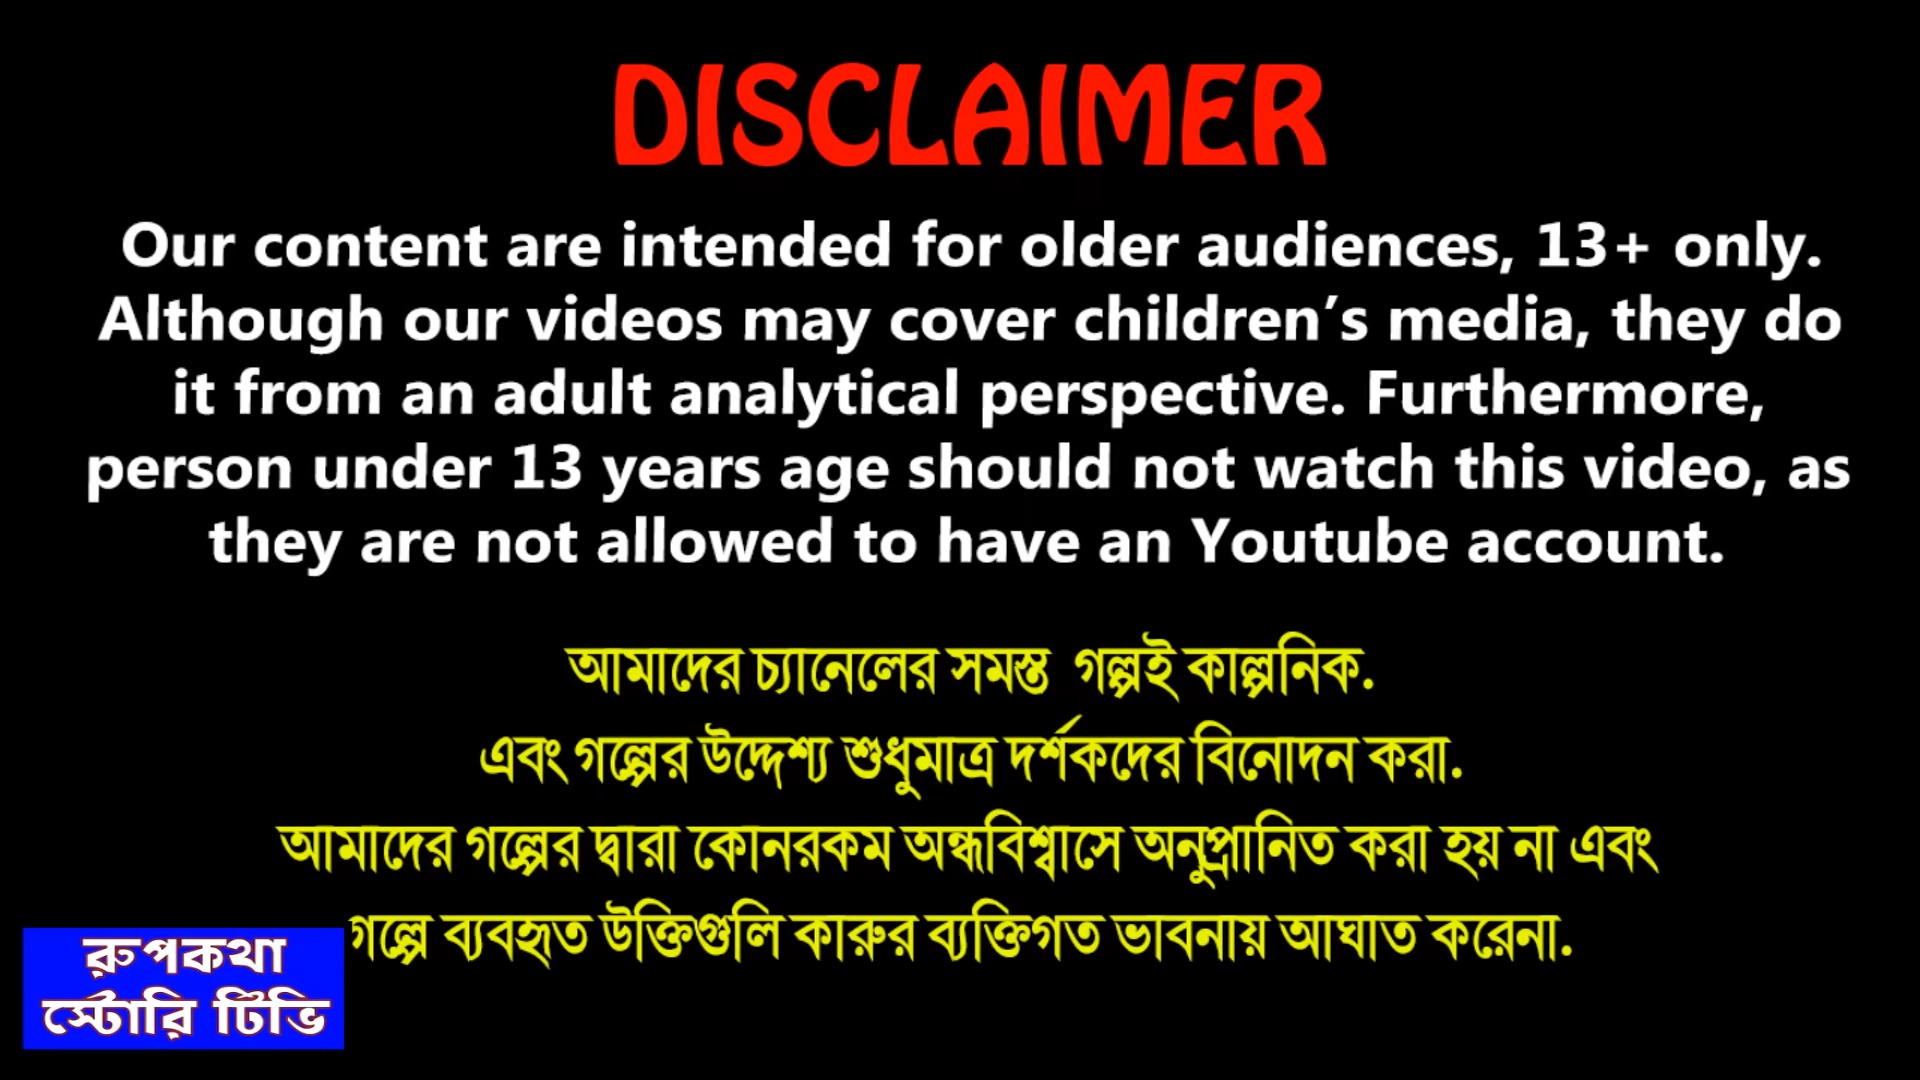 DISCLAIMER
Our content are intended for older audiences, 13+ only.
Although our videos may cover children’s media, they do
it from an adult analytical perspective. Furthermore,
person under 13 years age should not watch this video, as
they are not allowed to have an Youtube account.
আমাদের চ্যানেলের সমস্ত গল্পই কাল্পনিক.
এবং গল্পের উদ্দেশ্য শুধুমাত্র দর্শকদের বিনোদন করা.
আমাদের গল্পের দ্বারা কোনরকম অন্ধবিশ্বাসে অনুপ্রানিত করা হয় না এবং
গল্পে ব্যবহৃত উক্তিগুলি কারুর ব্যক্তিগত ভাবনায় আঘাত করেনা.
রুপকথা
স্টোরি টিভি